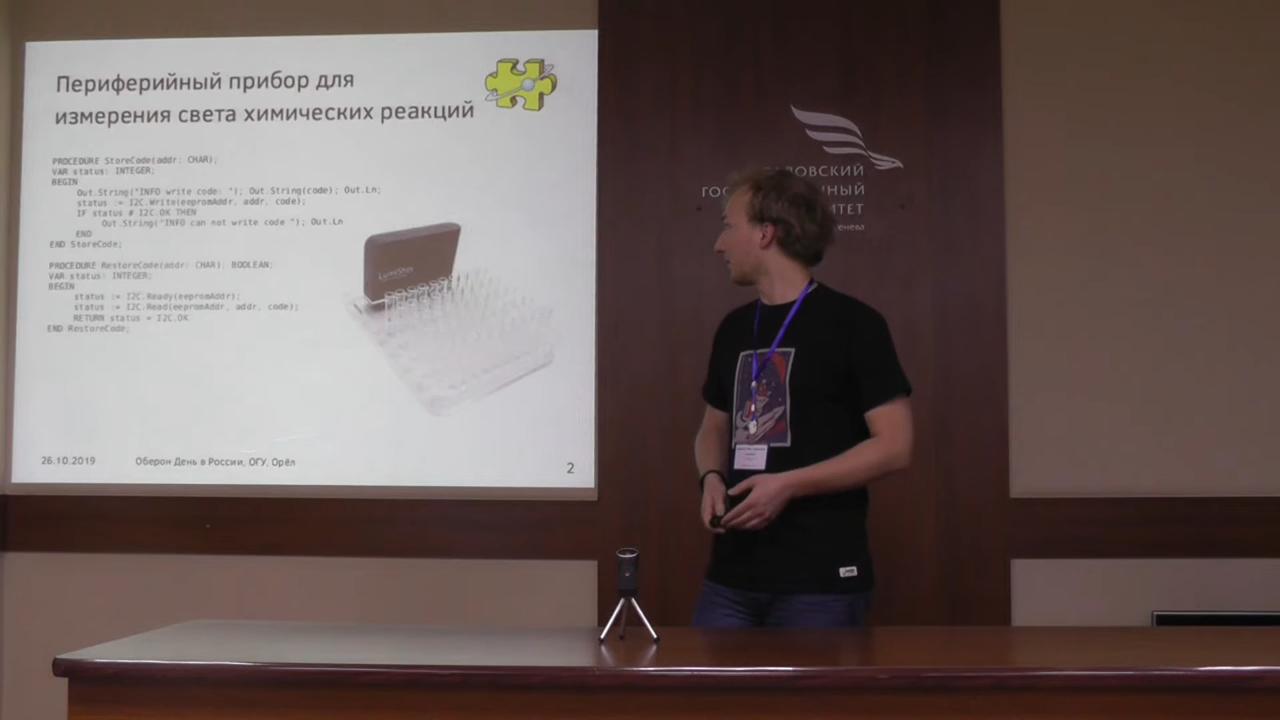 Периферийный прибор для
измерения света химических реакций
PROCEDURE StoreCode(addr: CHAR);
VAR status: INTEGER;
BEGIN
Out.String("INFO write code: "); Out.String(code); Out.Ln;
status := I2C.Write(eepromAddr, addr, code);
IF status # I2C.OK THEN
Out.String("INFO can not write code "); Out.Ln
END
END StoreCode;
PROCEDURE RestoreCode(addr: CHAR): BOOLEAN;
VAR status: INTEGER;
BEGIN
status := I2C.Ready(eepromAddr);
status := I2C.Read(eepromAddr, addr, code);
RETURN status = I2C.OK
END RestoreCode;
26.10.2019
Оберон День в России, ОГУ, Орёл
2